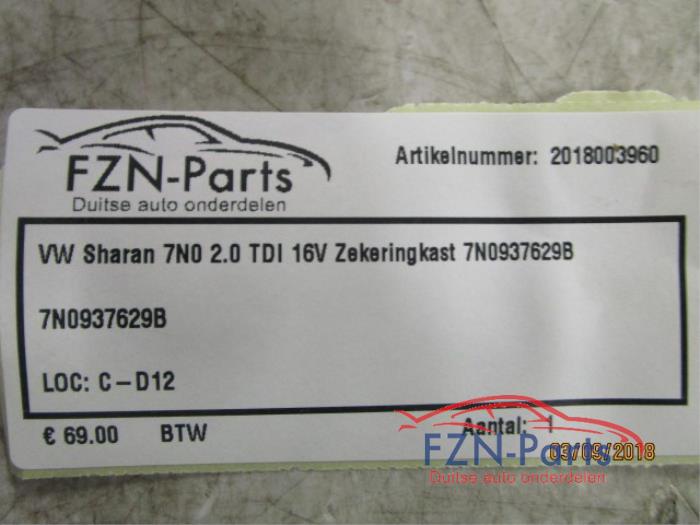 FZN-Parts
Duitse auto onderdelen
Artikelnummer: 2018003960
VW Sharan 7N0 2.0 TDI 16V Zekeringkast 7N0937629B
7N0937629B
LOC: C-D12
€ 69.00 BTW Aantal: 1
FZN-Parts
03/09/2018
Duitse auto onderdelen